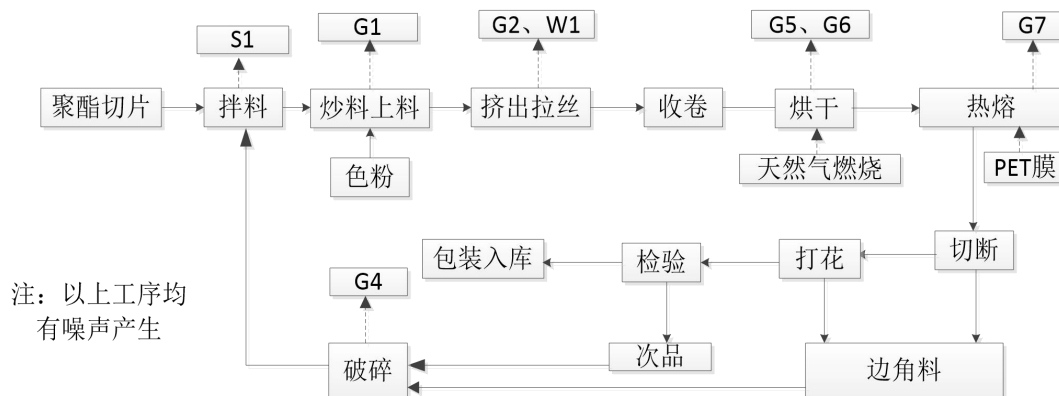 S1
G1
G2、W1
G5、G6
G7
聚酯切片
拌料
炒料上料
挤出拉丝
收卷
烘干
热熔
色粉
天然气燃烧
PET膜
包装入库
检验
打花
切断
G4
注：以上工序均
有噪声产生
破碎
次品
边角料